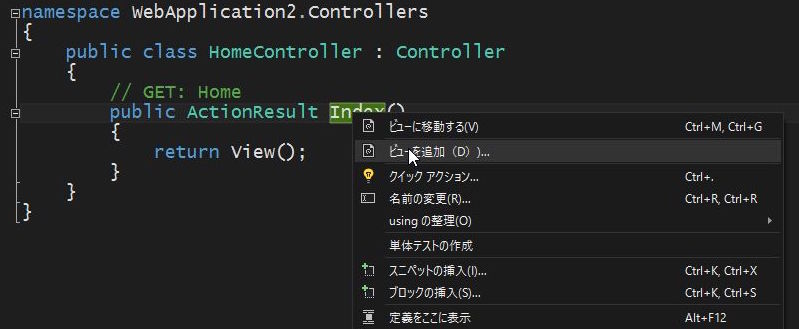 namespace WebApplication2.Controllers
{
public class HomeController : Controller
{
// GET: Home
public ActionResult Index()
{
return View();
}
}
}
ビューに移動する(V) Ctrl+M, Ctrl+G
ビューを追加（D）)...
クイック アクション... Ctrl+.
名前の変更(R)... Ctrl+R, Ctrl+R
using の整理(O)
単体テストの作成
スニペットの挿入(I)... Ctrl+K, Ctrl+X
ブロックの挿入(S)... Ctrl+K, Ctrl+S
定義をここに表示 Alt+F12